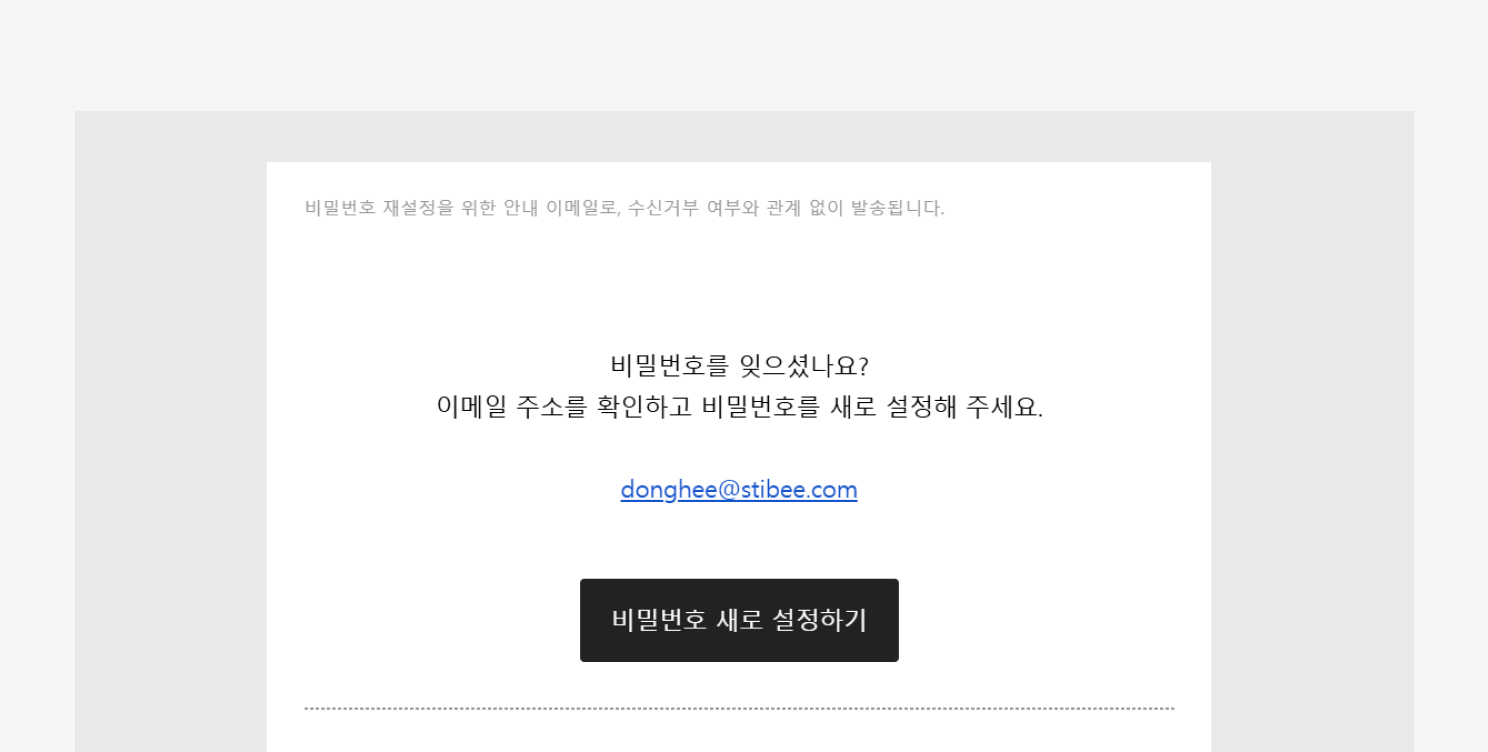 비밀번호 재설정을 위한 안내 이메일로, 수신거부 여부와 관계 없이 발송됩니다.
비밀번호를 잊으셨나요?
이메일 주소를 확인하고 비밀번호를 새로 설정해 주세요.
donghee@stibee.com
비밀번호 새로 설정하기